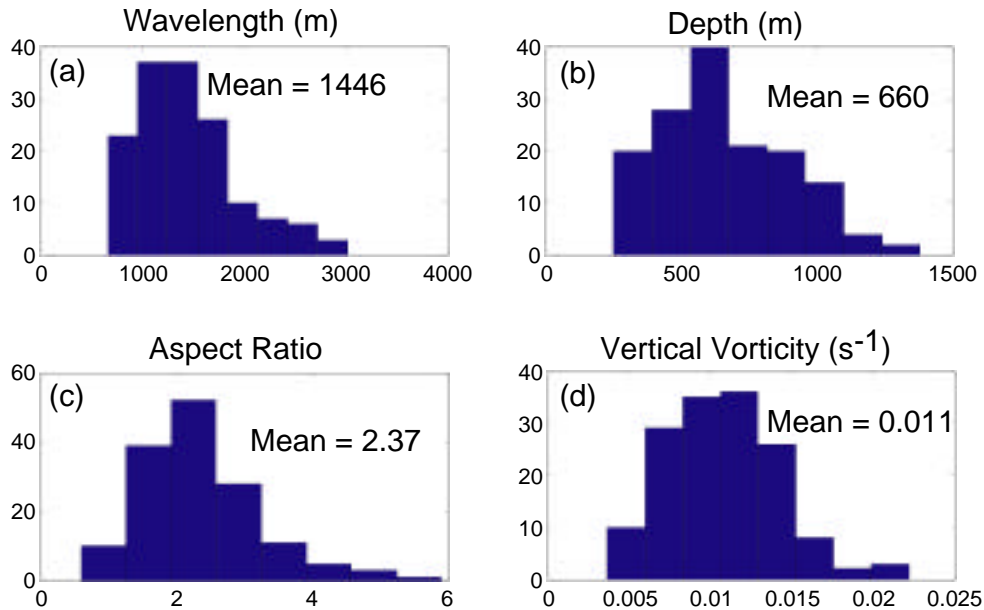 Wavelength (m)
(a)
Mean = 1446
40
30
20
10
0
0 1000 2000 3000 4000
Depth (m)
(b)
Mean = 660
40
30
20
10
0
0 500 1000 1500
Aspect Ratio
(c)
Mean = 2.37
60
40
20
0
0 2 4 6
Vertical Vorticity (s-1)
(d)
Mean = 0.011
40
30
20
10
0
0 0.005 0.01 0.015 0.02 0.025